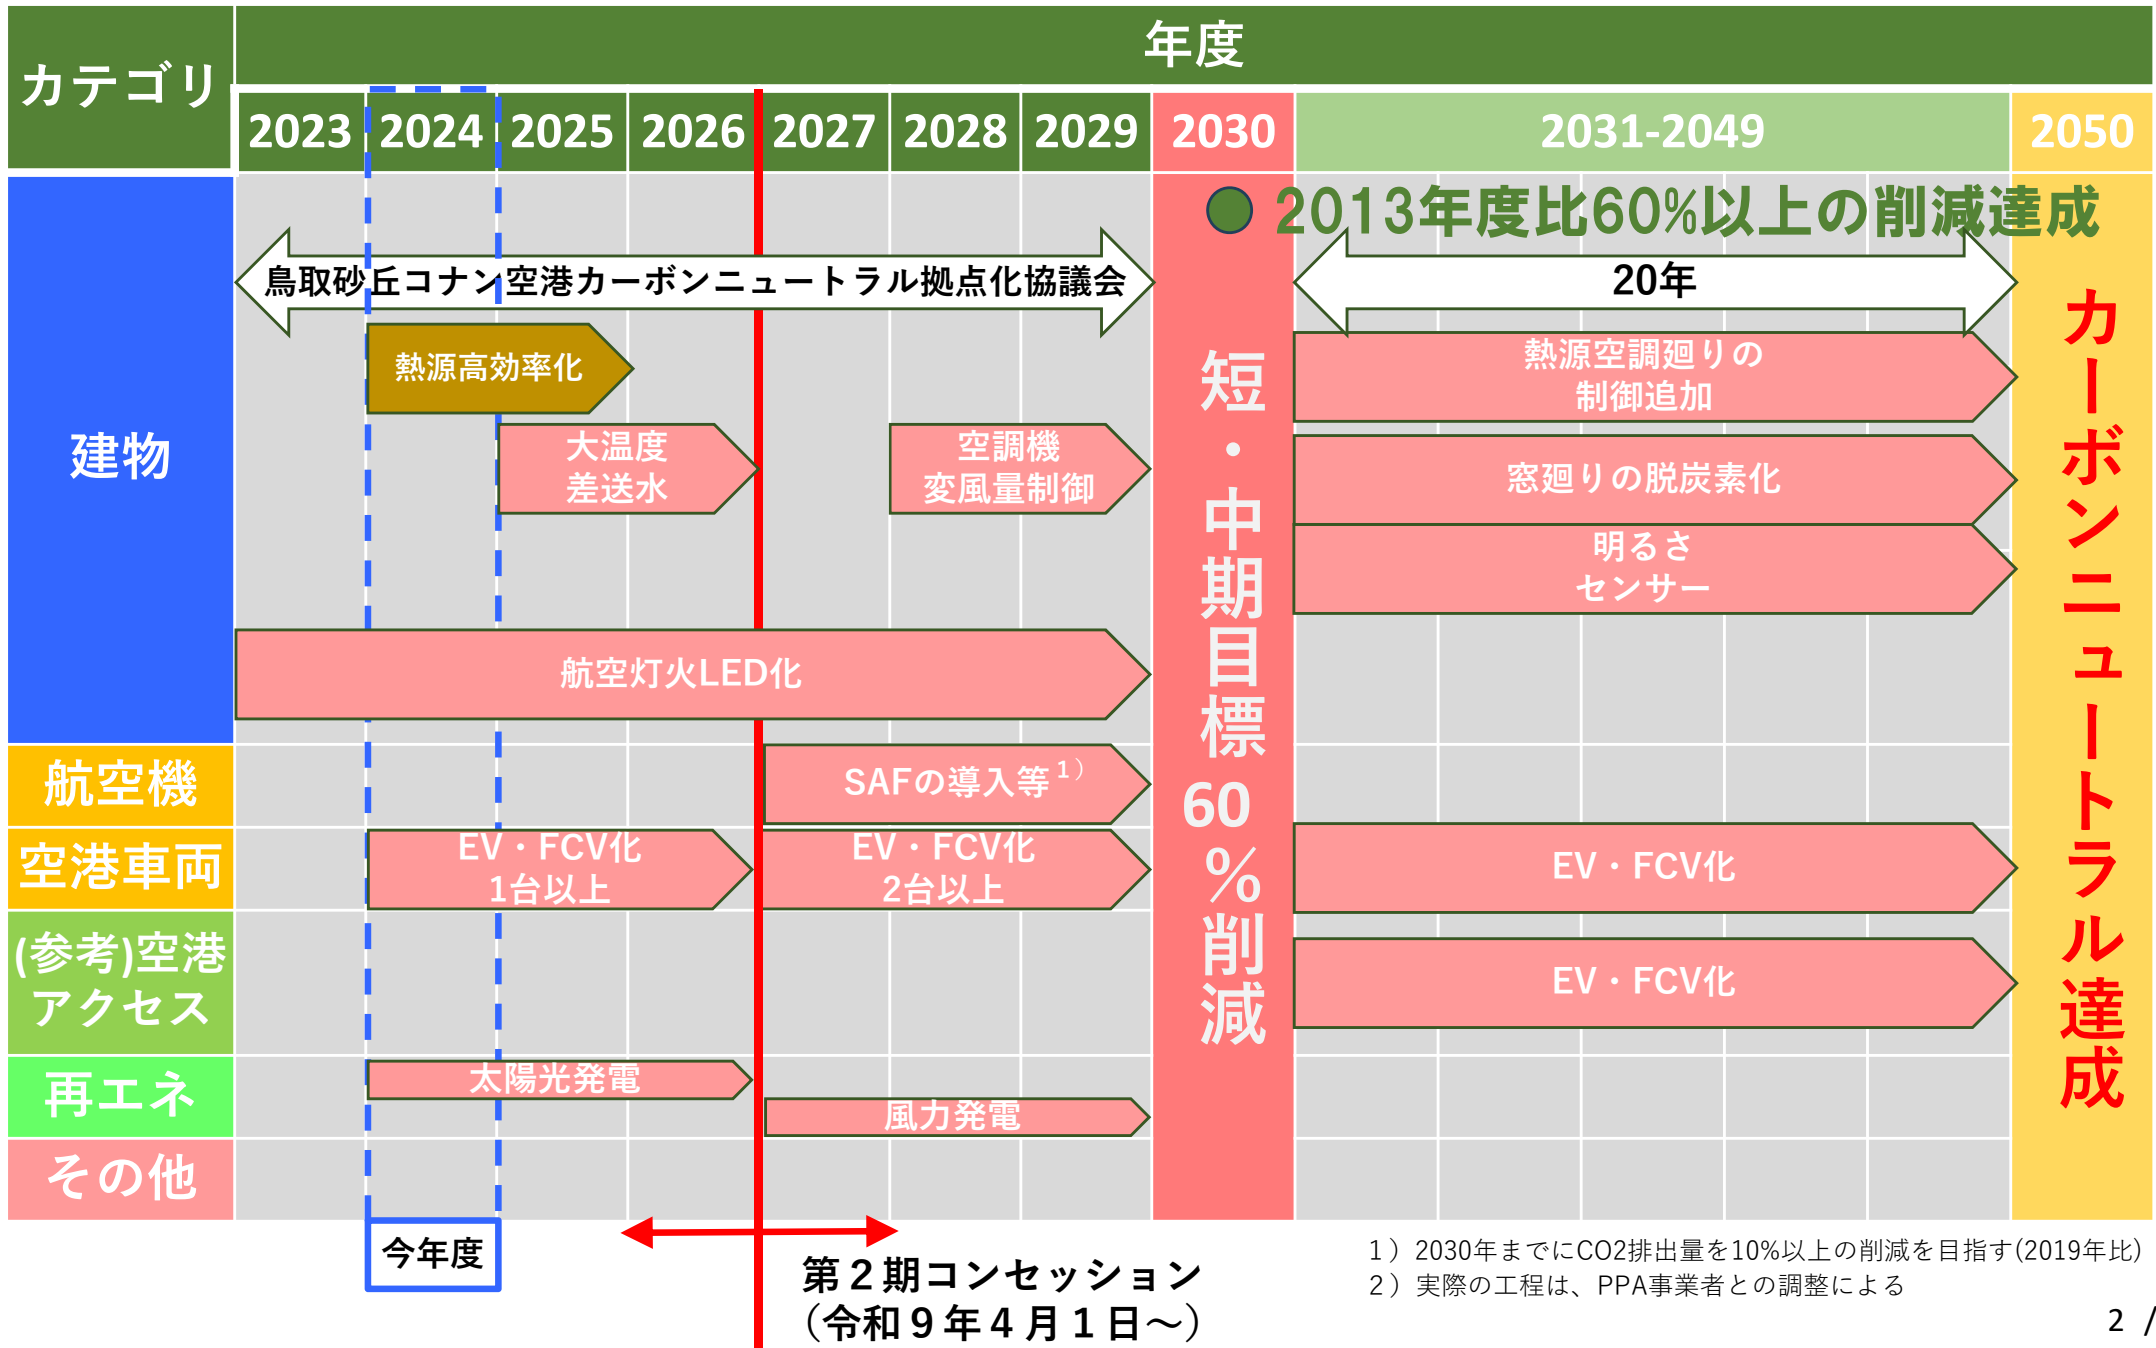 カテゴリ
年度
2023
2024
2025
2026
2027
2028
2029
2030
2031-2049
2050
2013年度比60%以上の削減達成
鳥取砂丘コナン空港カーボンニュートラル拠点化協議会
20年
建物
熱源高効率化
大温度
差送水
空調機
変風量制御
熱源空調廻りの
制御追加
窓廻りの脱炭素化
明るさ
センサー
航空灯火LED化
短・中期目標60％削減
カーボンニュートラル達成
航空機
SAFの導入等1）
空港車両
EV・FCV化
1台以上
EV・FCV化
2台以上
EV・FCV化
(参考)空港
アクセス
EV・FCV化
再エネ
太陽光発電
風力発電
その他
今年度
第２期コンセッション
（令和９年４月１日～）
1）2030年までにCO2排出量を10%以上の削減を目指す(2019年比)
2）実際の工程は、PPA事業者との調整による
2 /